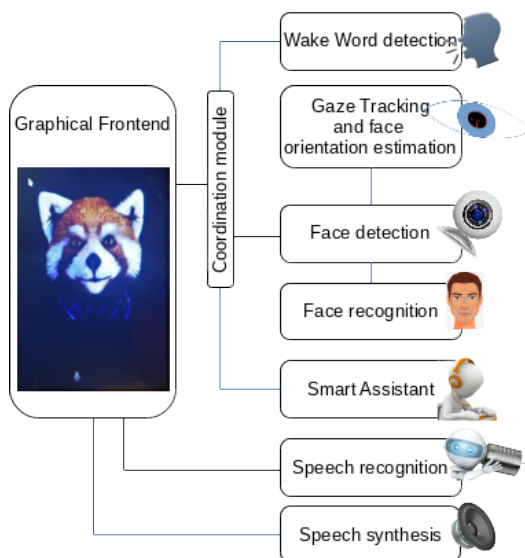 Wake Word detection
Graphical Frontend
Coordination module
Gaze Tracking
and face
orientation estimation
Face detection
Face recognition
Smart Assistant
Speech recognition
Speech synthesis